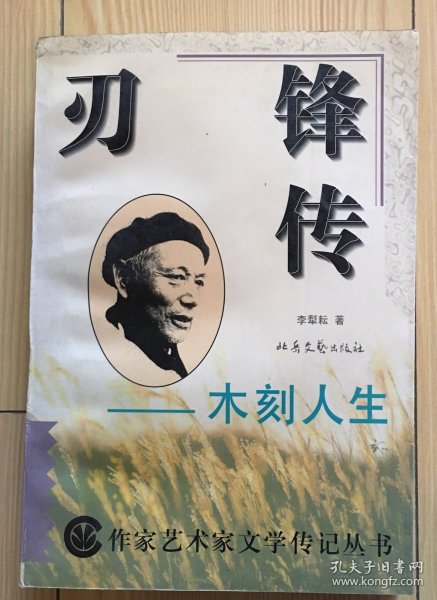 刃锋传
李犁耘 著
北岳文艺出版社
——木刻人生
作家艺术家文学传记丛书
孔夫子旧书网
www.kongfz.com